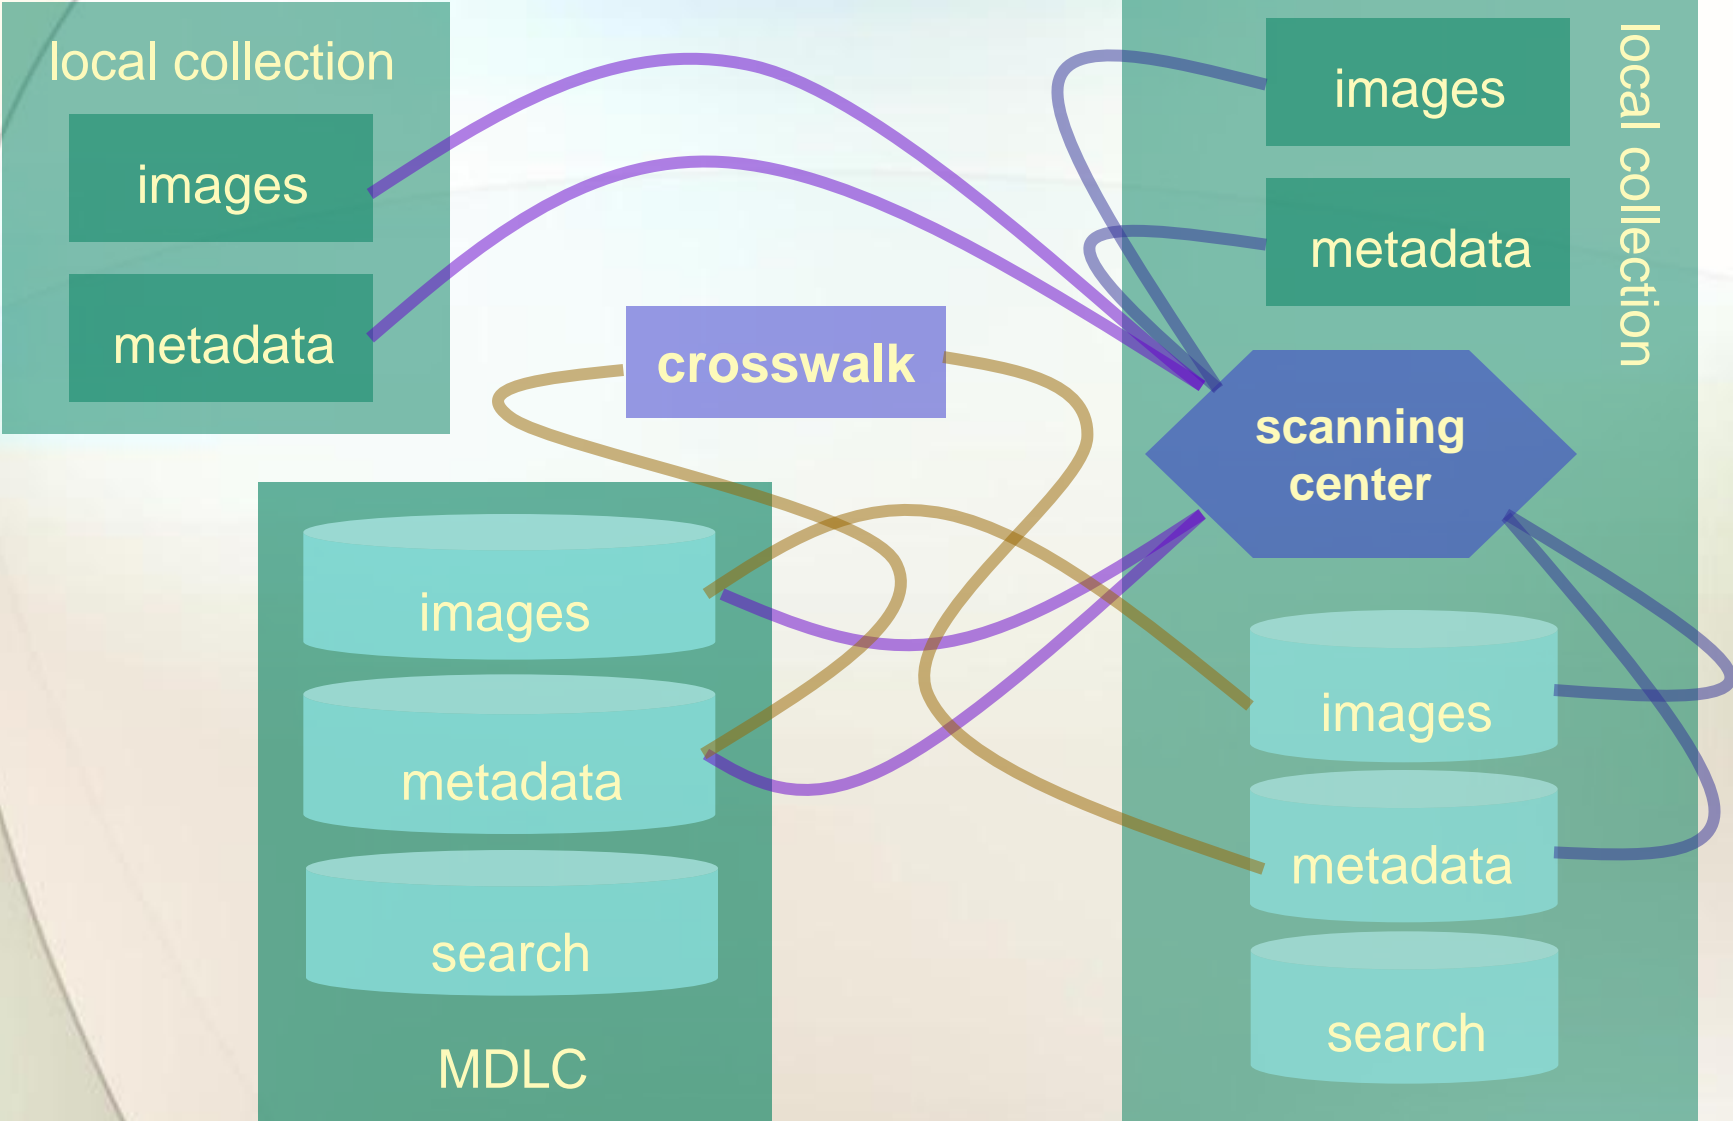 local collection
images
metadata
crosswalk
images
metadata
search
MDLC
images
metadata
local collection
scanning
center
images
metadata
search